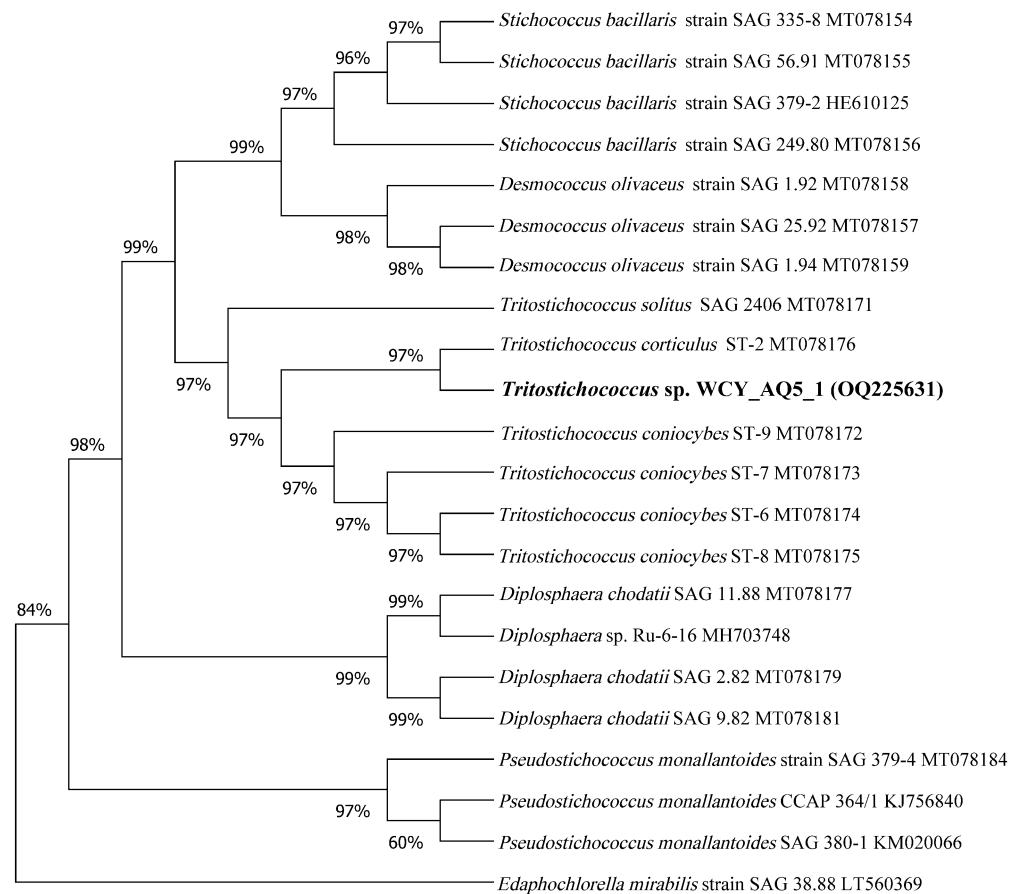 97%
Stichococcus bacillaris strain SAG 335-8 MT078154
96%
Stichococcus bacillaris strain SAG 56.91 MT078155
97%
Stichococcus bacillaris strain SAG 379-2 HE610125
99%
Stichococcus bacillaris strain SAG 249.80 MT078156
Desmococcus olivaceus strain SAG 1.92 MT078158
98%
Desmococcus olivaceus strain SAG 25.92 MT078157
99%
98%
Desmococcus olivaceus strain SAG 1.94 MT078159
Tritostichococcus solitus SAG 2406 MT078171
97%
Tritostichococcus corticulus ST-2 MT078176
97%
Tritostichococcus sp. WCY_AQ5_1 (OQ225631)
97%
Tritostichococcus coniocybes ST-9 MT078172
98%
97%
Tritostichococcus coniocybes ST-7 MT078173
97%
Tritostichococcus coniocybes ST-6 MT078174
97%
Tritostichococcus coniocybes ST-8 MT078175
99%
Diplosphaera chodatii SAG 11.88 MT078177
84%
Diplosphaera sp. Ru-6-16 MH703748
99%
Diplosphaera chodatii SAG 2.82 MT078179
99%
Diplosphaera chodatii SAG 9.82 MT078181
Pseudostichococcus monallantoides strain SAG 379-4 MT078184
97%
Pseudostichococcus monallantoides CCAP 364/1 KJ756840
60%
Pseudostichococcus monallantoides SAG 380-1 KM020066
Edaphochlorella mirabilis strain SAG 38.88 LT560369